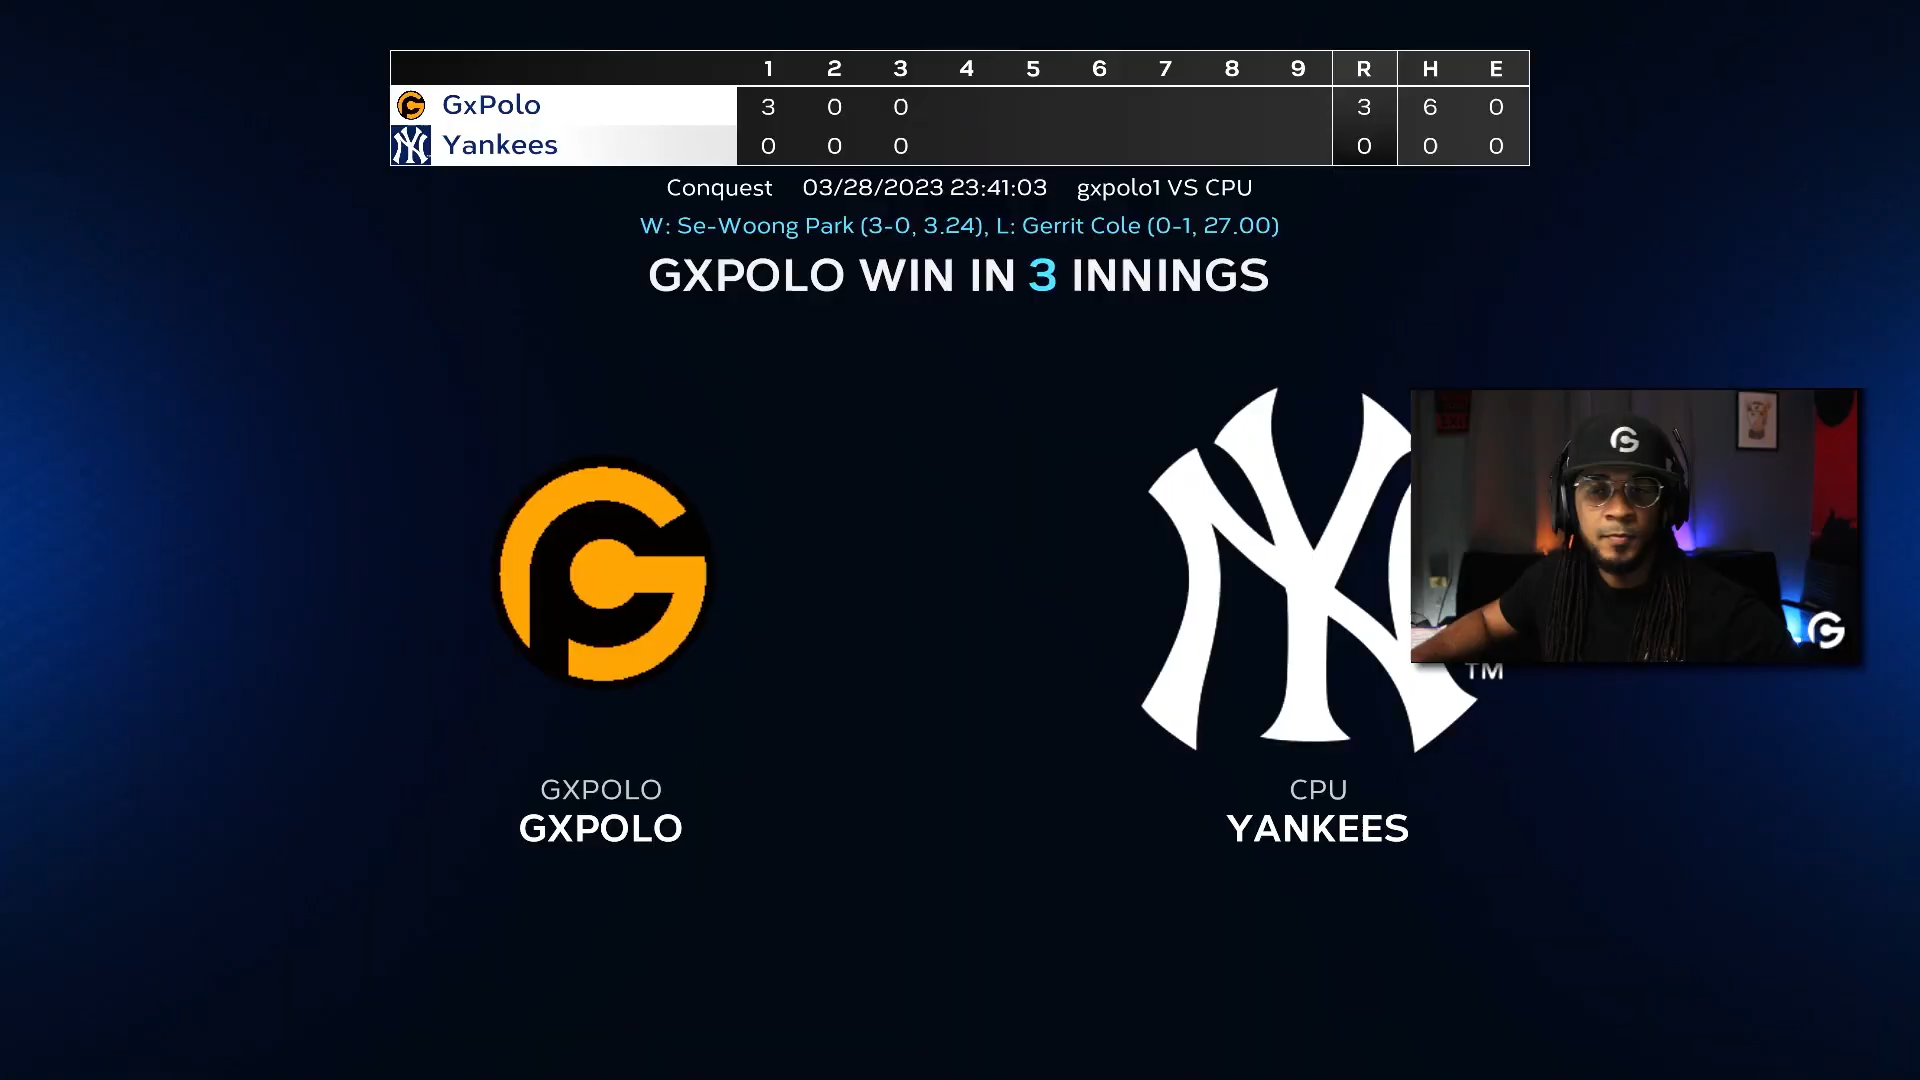 1 2 3 4 5 6 7 8 9 R H E
GxPolo 3 0 0 3 6 0
Yankees 0 0 0 0 0 0
Conquest 03/28/2023 23:41:03 gxpolo1 VS CPU
W: Se-Woong Park (3-0, 3.24), L: Gerrit Cole (0-1, 27.00)
GXPOLO WIN IN 3 INNINGS
NY
TM
GXPOLO
GXPOLO
CPU
YANKEES